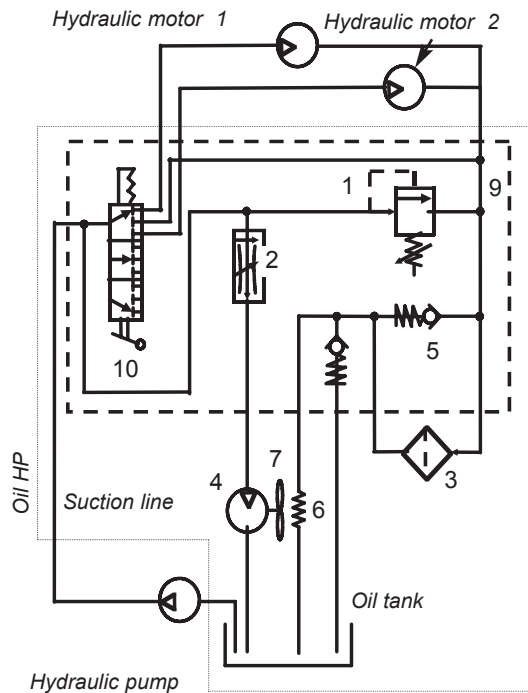 Hydraulic motor 1
Hydraulic motor 2
1
9
2
10
5
3
4
7
6
Oil HP
Suction line
Oil tank
Hydraulic pump